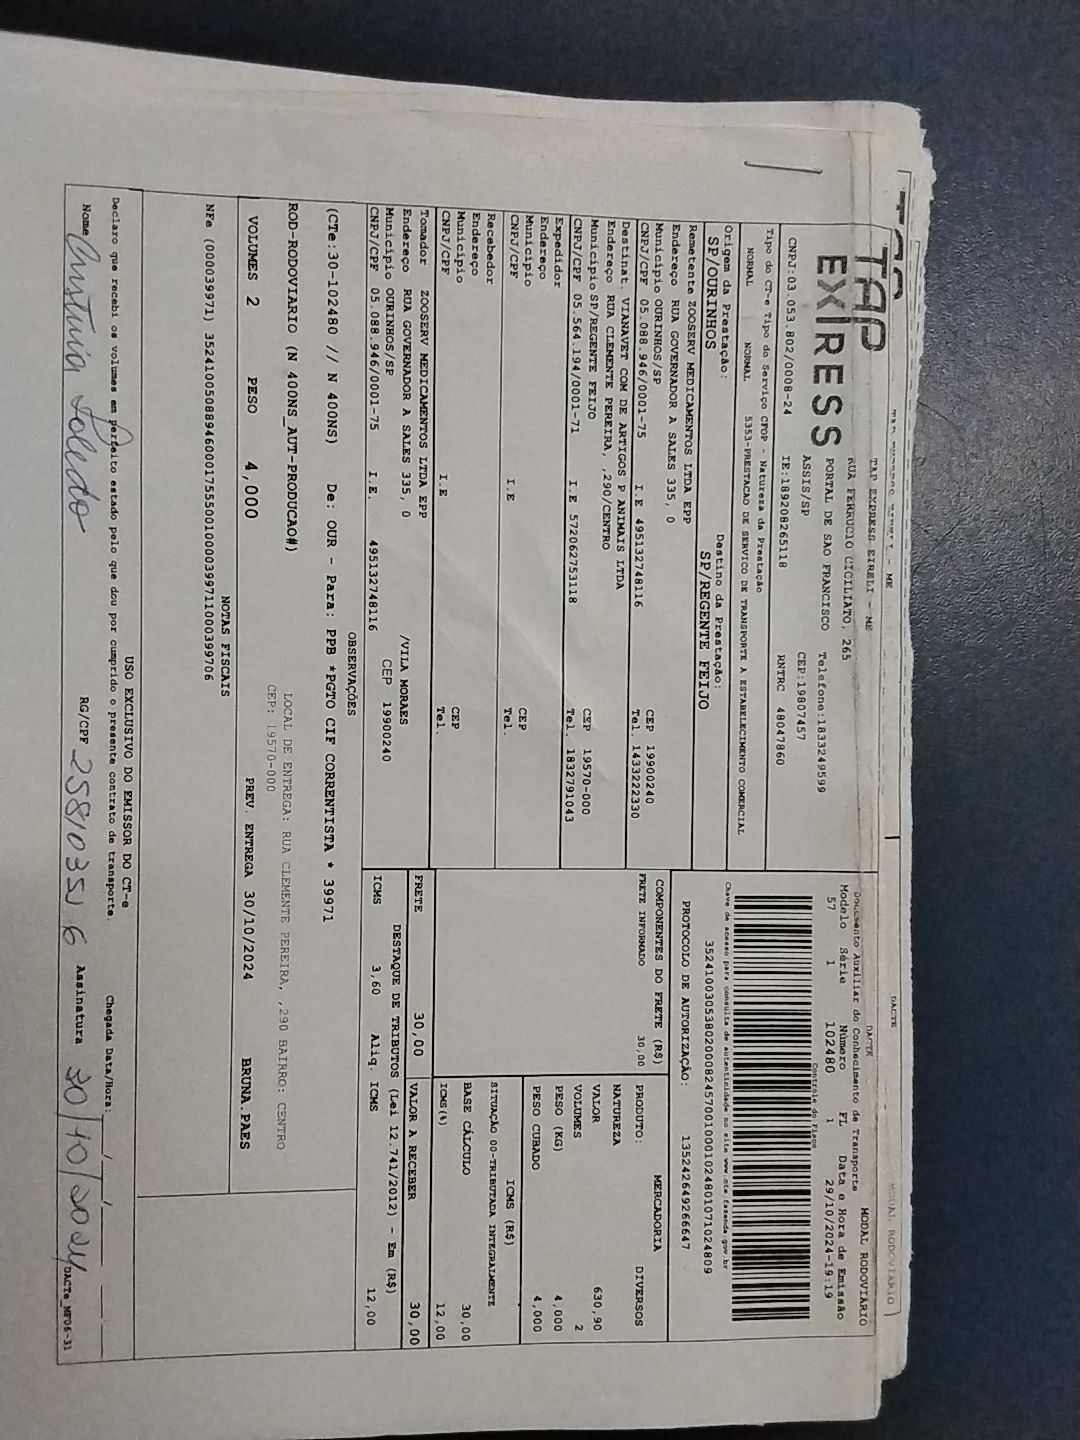 TAP
EXPRESS
TAP EXPRESS EIRELI - ME
RUA FERRUCIO CICILIATO, 265
PORTAL DE SAO FRANCISCO Telefone:1833249599
ASSIS/SP CEP:19807457
CNPJ:03.053.802/0008-24 IE:189208265118 RNTRC 48047860
Tipo do CT-e Tipo do Serviço CFOP - Natureza da Prestação
NORMAL NORMAL 5353-PRESTACAO DE SERVICO DE TRANSPORTE A ESTABELECIMENTO COMERCIAL
Origem da Prestação: Destino da Prestação:
SP/OURINHOS SP/REGENTE FEIJO
Remetente ZOOSERV MEDICAMENTOS LTDA EPP
Endereço RUA GOVERNADOR A SALES 335, 0
Município OURINHOS/SP CEP 19900240
CNPJ/CPF 05.088.946/0001-75 I.E 495132748116 Tel. 1433222330
Destinat. VIANAVET COM DE ARTIGOS P ANIMAIS LTDA
Endereço RUA CLEMENTE PEREIRA, ,290/CENTRO
Município SP/REGENTE FEIJO CEP 19570-000
CNPJ/CPF 05.564.194/0001-71 I.E 572062753118 Tel. 1832791043
Expedidor
Endereço
Município CEP
CNPJ/CPF I.E Tel.
Recebedor
Endereço
Município CEP
CNPJ/CPF I.E Tel.
Tomador ZOOSERV MEDICAMENTOS LTDA EPP
Endereço RUA GOVERNADOR A SALES 335, 0 /VILA MORAES
Município OURINHOS/SP CEP 19900240
CNPJ/CPF 05.088.946/0001-75 I.E. 495132748116
DACTE MODAL RODOVIARIO
Documento Auxiliar do Conhecimento de Transporte
Modelo Série Número FL Data e Hora de Emissão
57 1 102480 1 29/10/2024-19:19
Controle do Fisco
Chave de acesso para consulta de autenticidade no site www.cte.fazenda.gov.br
35241003053802000824570010001024801071024809
PROTOCOLO DE AUTORIZAÇÃO: 135242649266647
COMPONENTES DO FRETE (R$)
FRETE INFORMADO 30,00
MERCADORIA
PRODUTO: DIVERSOS
NATUREZA
VALOR 630,90
VOLUMES 2
PESO (KG) 4,000
PESO CUBADO 4,000
ICMS (R$)
SITUAÇÃO 00-TRIBUTADA INTEGRALMENTE
BASE CÁLCULO 30,00
ICMS(%) 12,00
FRETE 30,00 VALOR A RECEBER 30,00
DESTAQUE DE TRIBUTOS (Lei 12.741/2012) - Em (R$)
ICMS 3,60 Aliq. ICMS 12,00
OBSERVAÇÕES
(CTe:30-102480 // N 400NS) De: OUR - Para: PPB *PGTO CIF CORRENTISTA * 39971
ROD-RODOVIARIO (N 400NS_AUT-PRODUCAO#)
LOCAL DE ENTREGA: RUA CLEMENTE PEREIRA, ,290 BAIRRO: CENTRO
CEP: 19570-000
VOLUMES 2 PESO 4,000 PREV. ENTREGA 30/10/2024 BRUNA.PAES
NOTAS FISCAIS
NFe (000039971) 35241005088946000175550010000399711000399706
USO EXCLUSIVO DO EMISSOR DO CT-e
Declaro que recebi os volumes em perfeito estado pelo que dou por cumprido o presente contrato de transporte. Chegada Data/Hora:
Nome Toledo RG/CPF 25810351 6 Assinatura 30/10/2024
DACTe_MF06-31